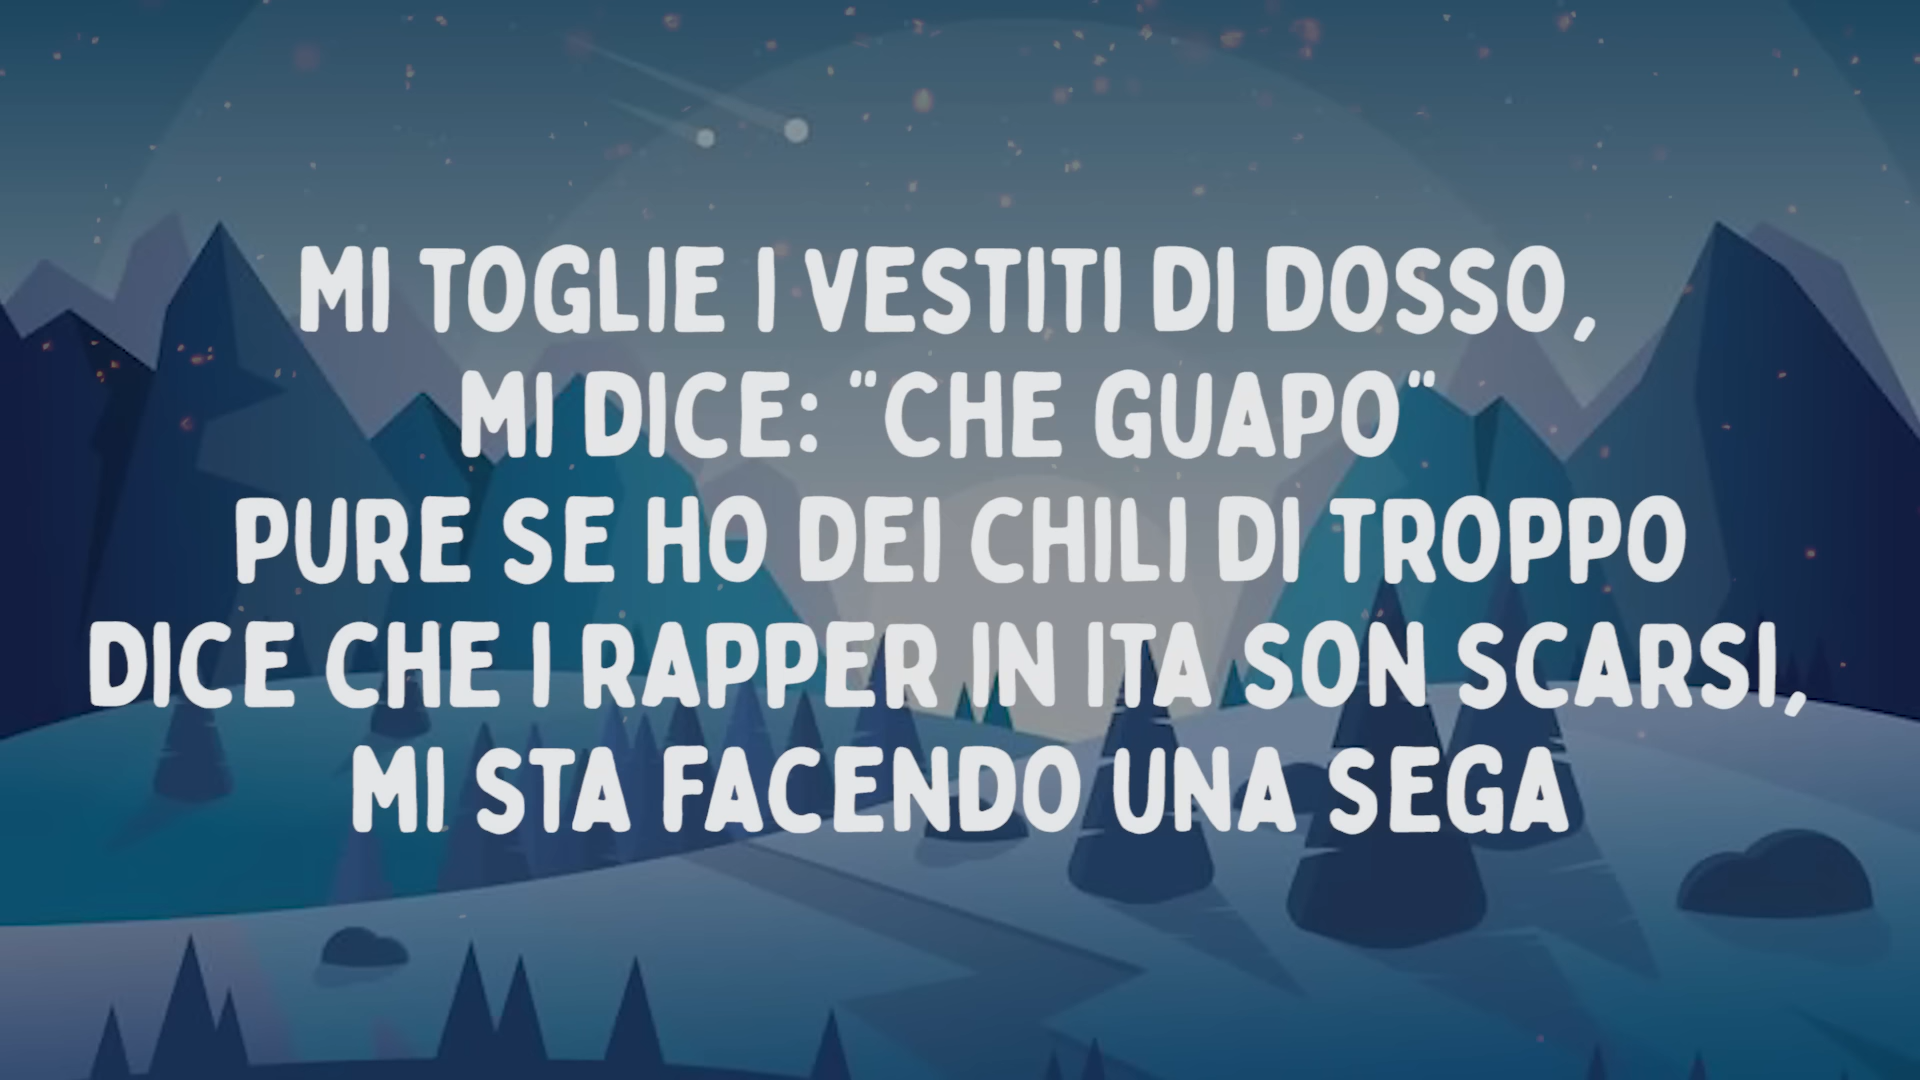 MI TOGLIE I VESTITI DI DOSSO,
MI DICE: "CHE GUAPO"
PURE SE HO DEI CHILI DI TROPPO
DICE CHE I RAPPER IN ITA SON SCARSI,
MI STA FACENDO UNA SEGA